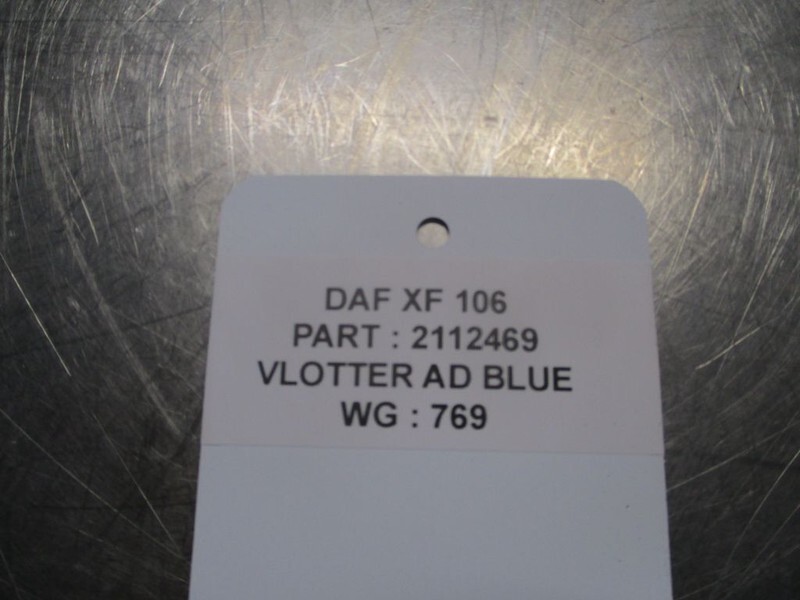 DAF XF 106
PART : 2112469
VLOTTER AD BLUE
WG : 769